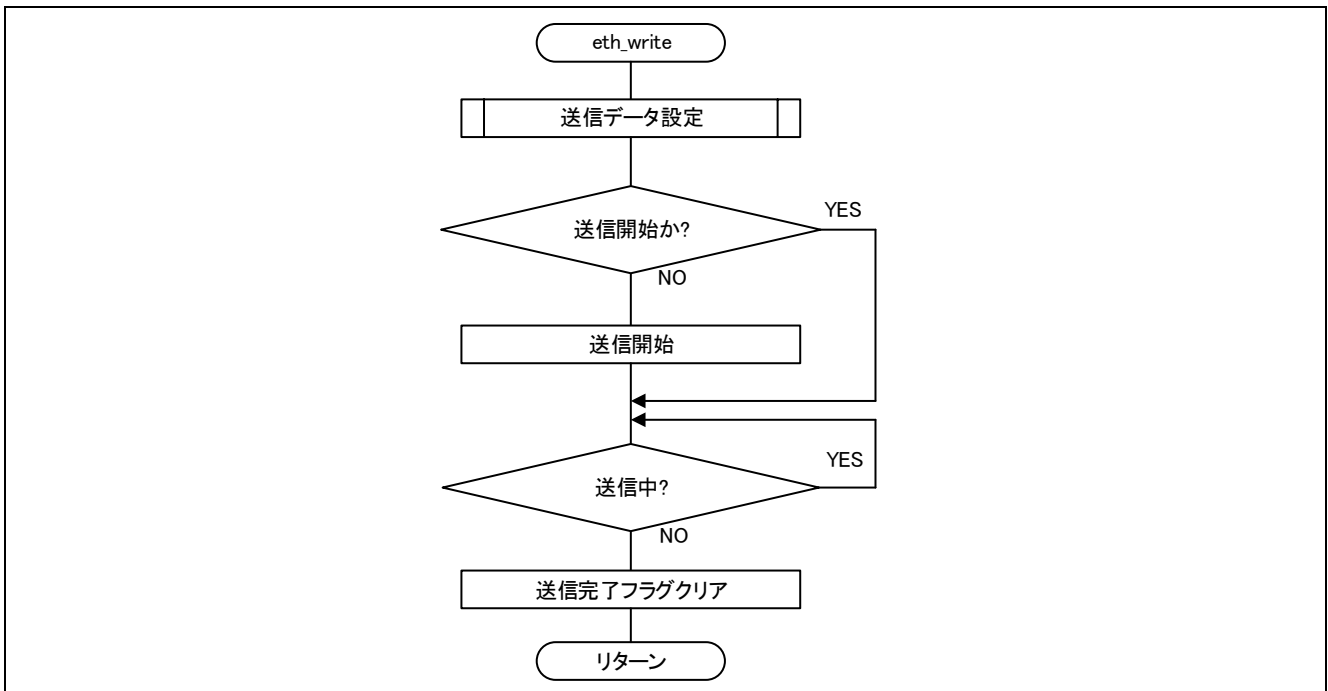 eth_write
送信データ設定
送信開始か?
YES
NO
送信開始
送信中?
YES
NO
送信完了フラグクリア
リターン